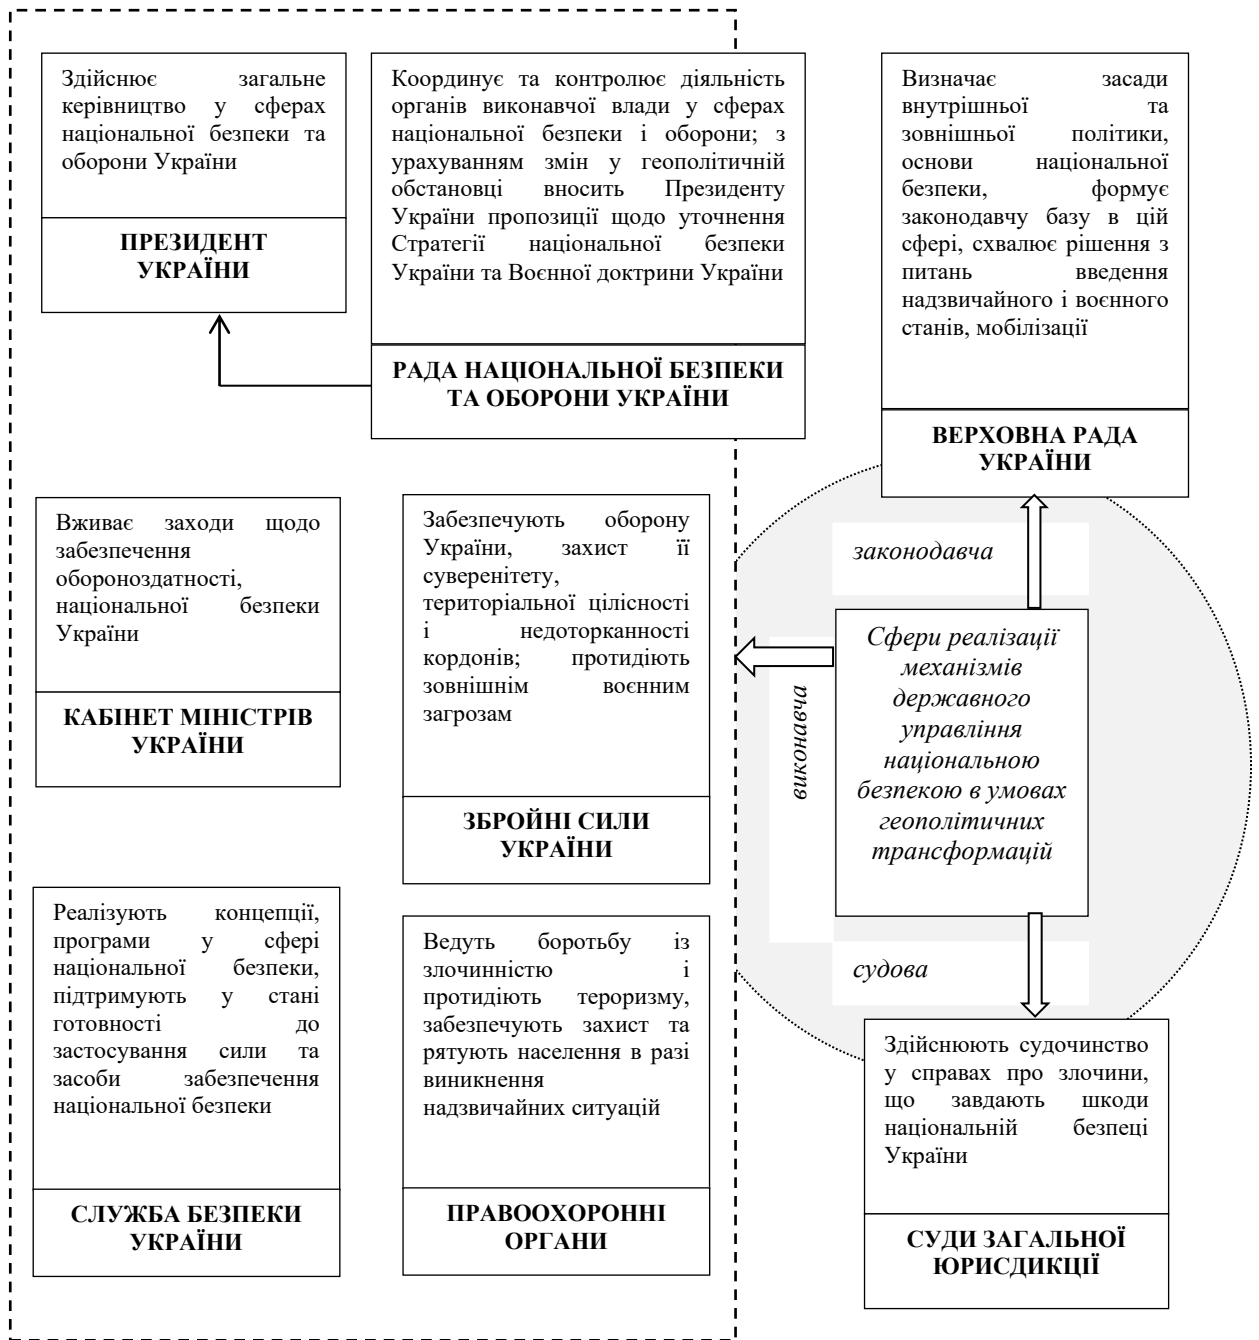 Здійснює загальне
керівництво у сферах
національної безпеки та
оборони України
ПРЕЗИДЕНТ
УКРАЇНИ
Координує та контролює діяльність
органів виконавчої влади у сферах
національної безпеки і оборони; з
урахуванням змін у геополітичній
обстановці вносить Президенту
України пропозиції щодо уточнення
Стратегії національної безпеки
України та Воєнної доктрини України
РАДА НАЦІОНАЛЬНОЇ БЕЗПЕКИ
ТА ОБОРОНИ УКРАЇНИ
Визначає засади
внутрішньої та
зовнішньої політики,
основи національної
безпеки, формує
законодавчу базу в цій
сфері, схвалює рішення з
питань введення
надзвичайного і воєнного
станів, мобілізації
ВЕРХОВНА РАДА
УКРАЇНИ
Вживає заходи щодо
забезпечення
обороноздатності,
національної безпеки
України
КАБІНЕТ МІНІСТРІВ
УКРАЇНИ
Забезпечують оборону
України, захист її
суверенітету,
територіальної цілісності
і недоторканності
кордонів; протидіють
зовнішнім воєнним
загрозам
ЗБРОЙНІ СИЛИ
УКРАЇНИ
законодавча
виконавча
Сфери реалізації
механізмів
державного
управління
національною
безпекою в умовах
геополітичних
трансформацій
судова
Реалізують концепції,
програми у сфері
національної безпеки,
підтримують у стані
готовності до
застосування сили та
засоби забезпечення
національної безпеки
СЛУЖБА БЕЗПЕКИ
УКРАЇНИ
Ведуть боротьбу із
злочинністю і
протидіють тероризму,
забезпечують захист та
рятують населення в разі
виникнення
надзвичайних ситуацій
ПРАВООХОРОННІ
ОРГАНИ
Здійснюють судочинство
у справах про злочини,
що завдають шкоди
національній безпеці
України
СУДИ ЗАГАЛЬНОЇ
ЮРИСДИКЦІЇ